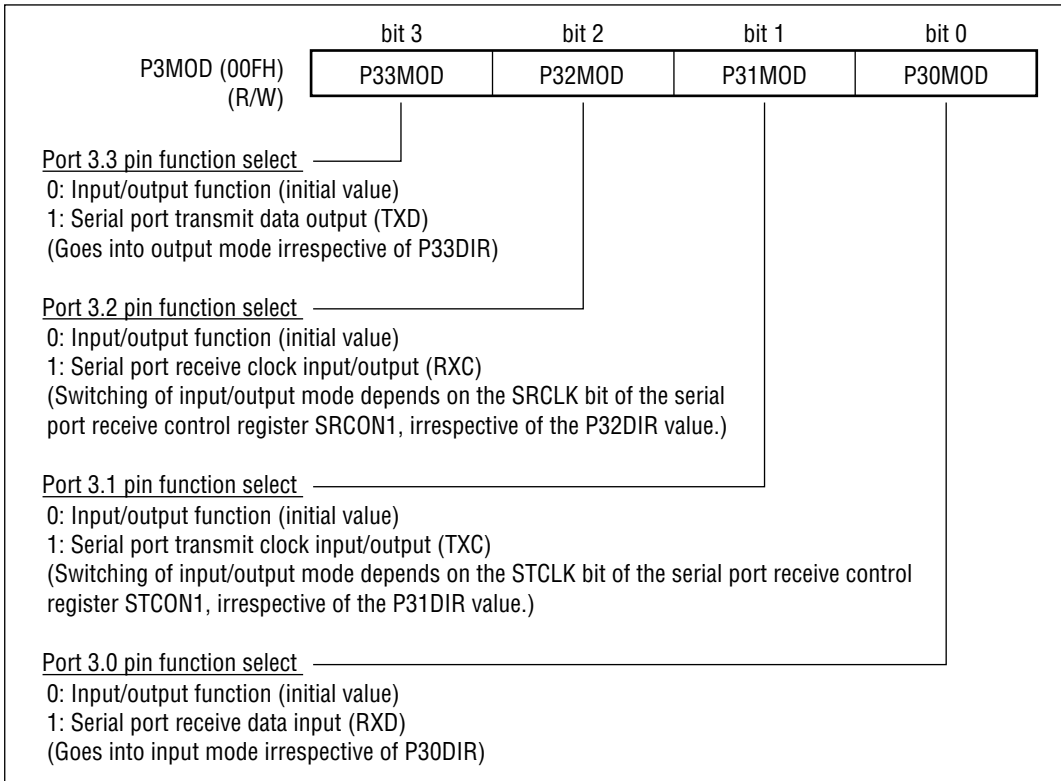 bit 3 bit 2 bit 1 bit 0
P3MOD (00FH) P33MOD P32MOD P31MOD P30MOD
(R/W)
Port 3.3 pin function select
0: Input/output function (initial value)
1: Serial port transmit data output (TXD)
(Goes into output mode irrespective of P33DIR)
Port 3.2 pin function select
0: Input/output function (initial value)
1: Serial port receive clock input/output (RXC)
(Switching of input/output mode depends on the SRCLK bit of the serial
port receive control register SRCON1, irrespective of the P32DIR value.)
Port 3.1 pin function select
0: Input/output function (initial value)
1: Serial port transmit clock input/output (TXC)
(Switching of input/output mode depends on the STCLK bit of the serial port receive control
register STCON1, irrespective of the P31DIR value.)
Port 3.0 pin function select
0: Input/output function (initial value)
1: Serial port receive data input (RXD)
(Goes into input mode irrespective of P30DIR)